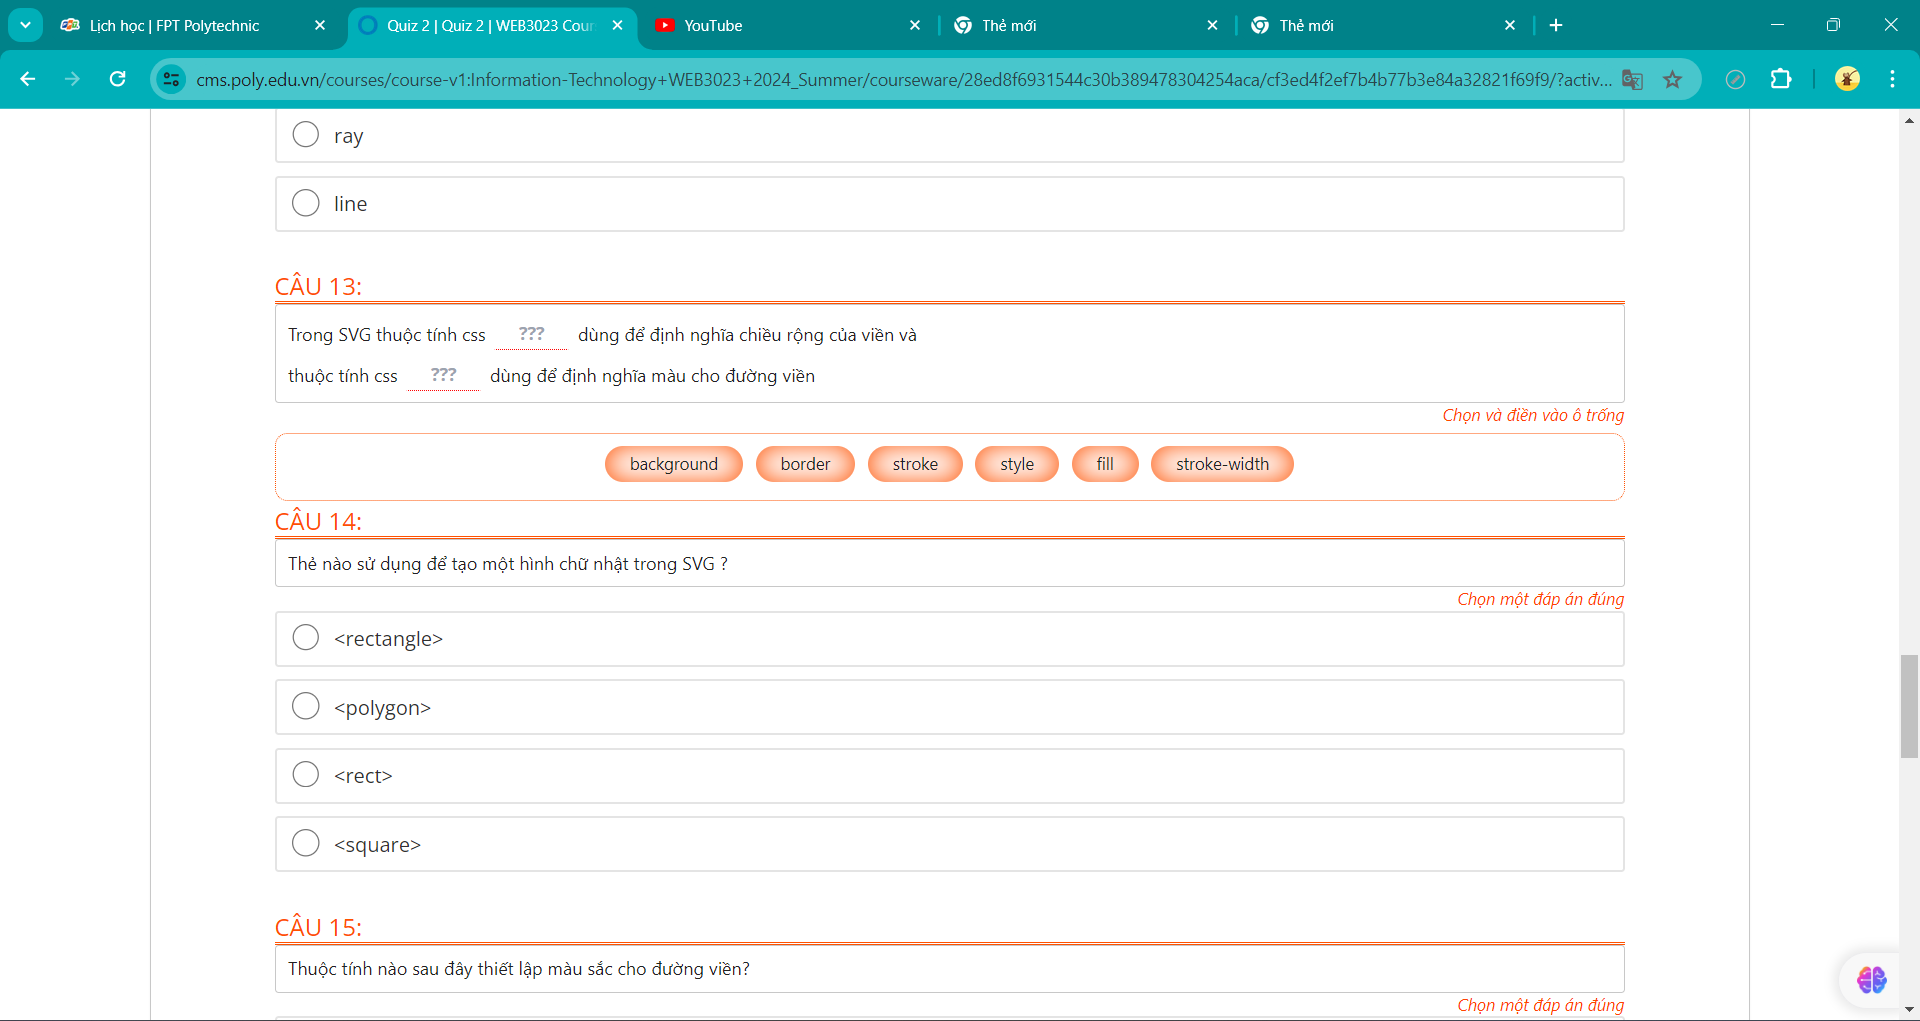 Lịch học | FPT Polytechnic
Quiz 2 | Quiz 2 | WEB3023 Cour
YouTube
Thẻ mới
Thẻ mới
cms.poly.edu.vn/courses/course-v1:Information-Technology+WEB3023+2024_Summer/courseware/28ed8f6931544c30b389478304254aca/cf3ed4f2ef7b4b77b3e84a32821f69f9/?activ...
ray
line
CÂU 13:
Trong SVG thuộc tính css ??? dùng để định nghĩa chiều rộng của viền và
thuộc tính css ??? dùng để định nghĩa màu cho đường viền
Chọn và điền vào ô trống
background border stroke style fill stroke-width
CÂU 14:
Thẻ nào sử dụng để tạo một hình chữ nhật trong SVG ?
Chọn một đáp án đúng
<rectangle>
<polygon>
<rect>
<square>
CÂU 15:
Thuộc tính nào sau đây thiết lập màu sắc cho đường viền?
Chọn một đáp án đúng